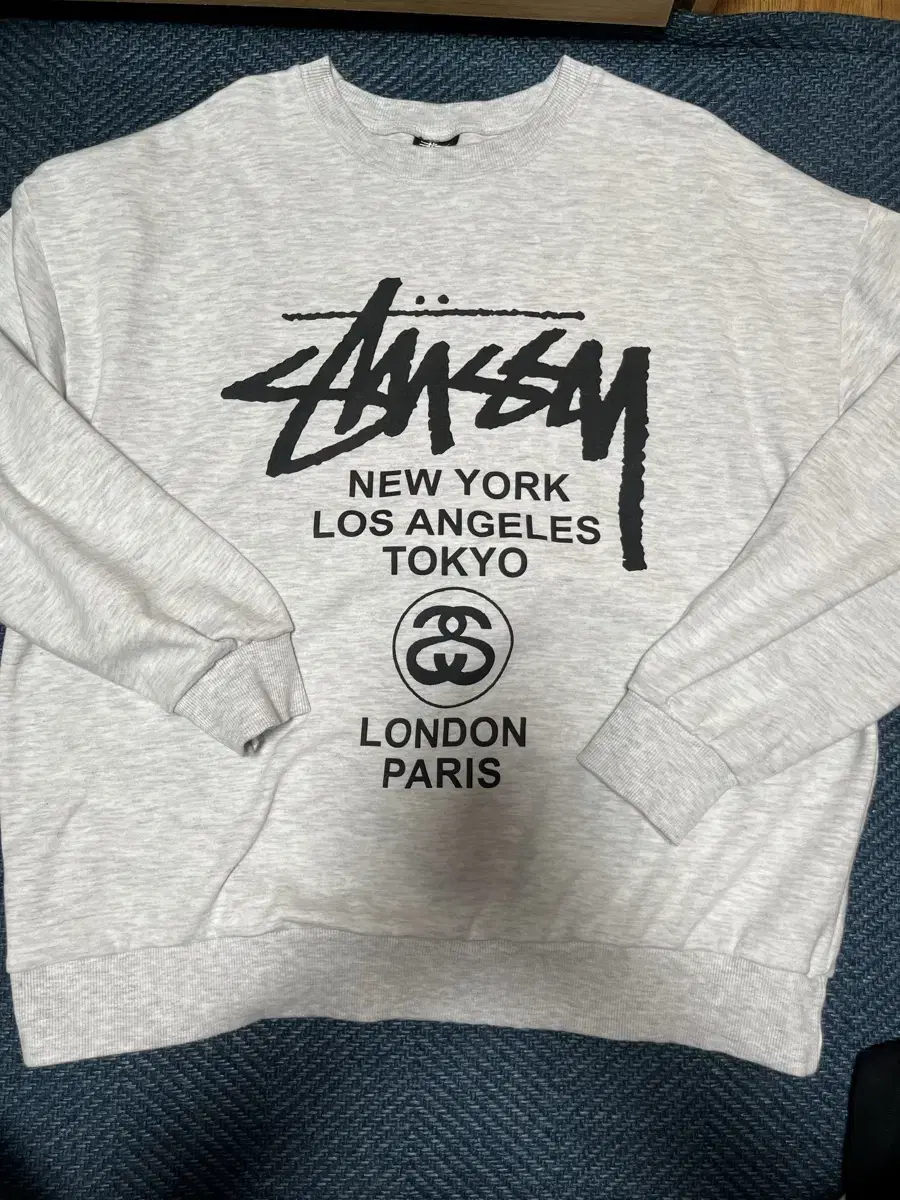 STÜSSY
NEW YORK
LOS ANGELES
TOKYO
LONDON
PARIS